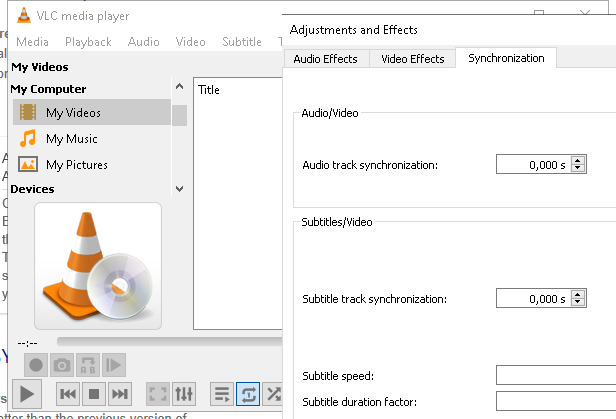 VLC media player
Media Playback Audio Video Subtitle
My Videos
My Computer
My Videos
My Music
My Pictures
Devices
Title
--:--
Adjustments and Effects
Audio Effects Video Effects Synchronization
Audio/Video
Audio track synchronization: 0,000 s
Subtitles/Video
Subtitle track synchronization: 0,000 s
Subtitle speed:
Subtitle duration factor:
than the previous version of